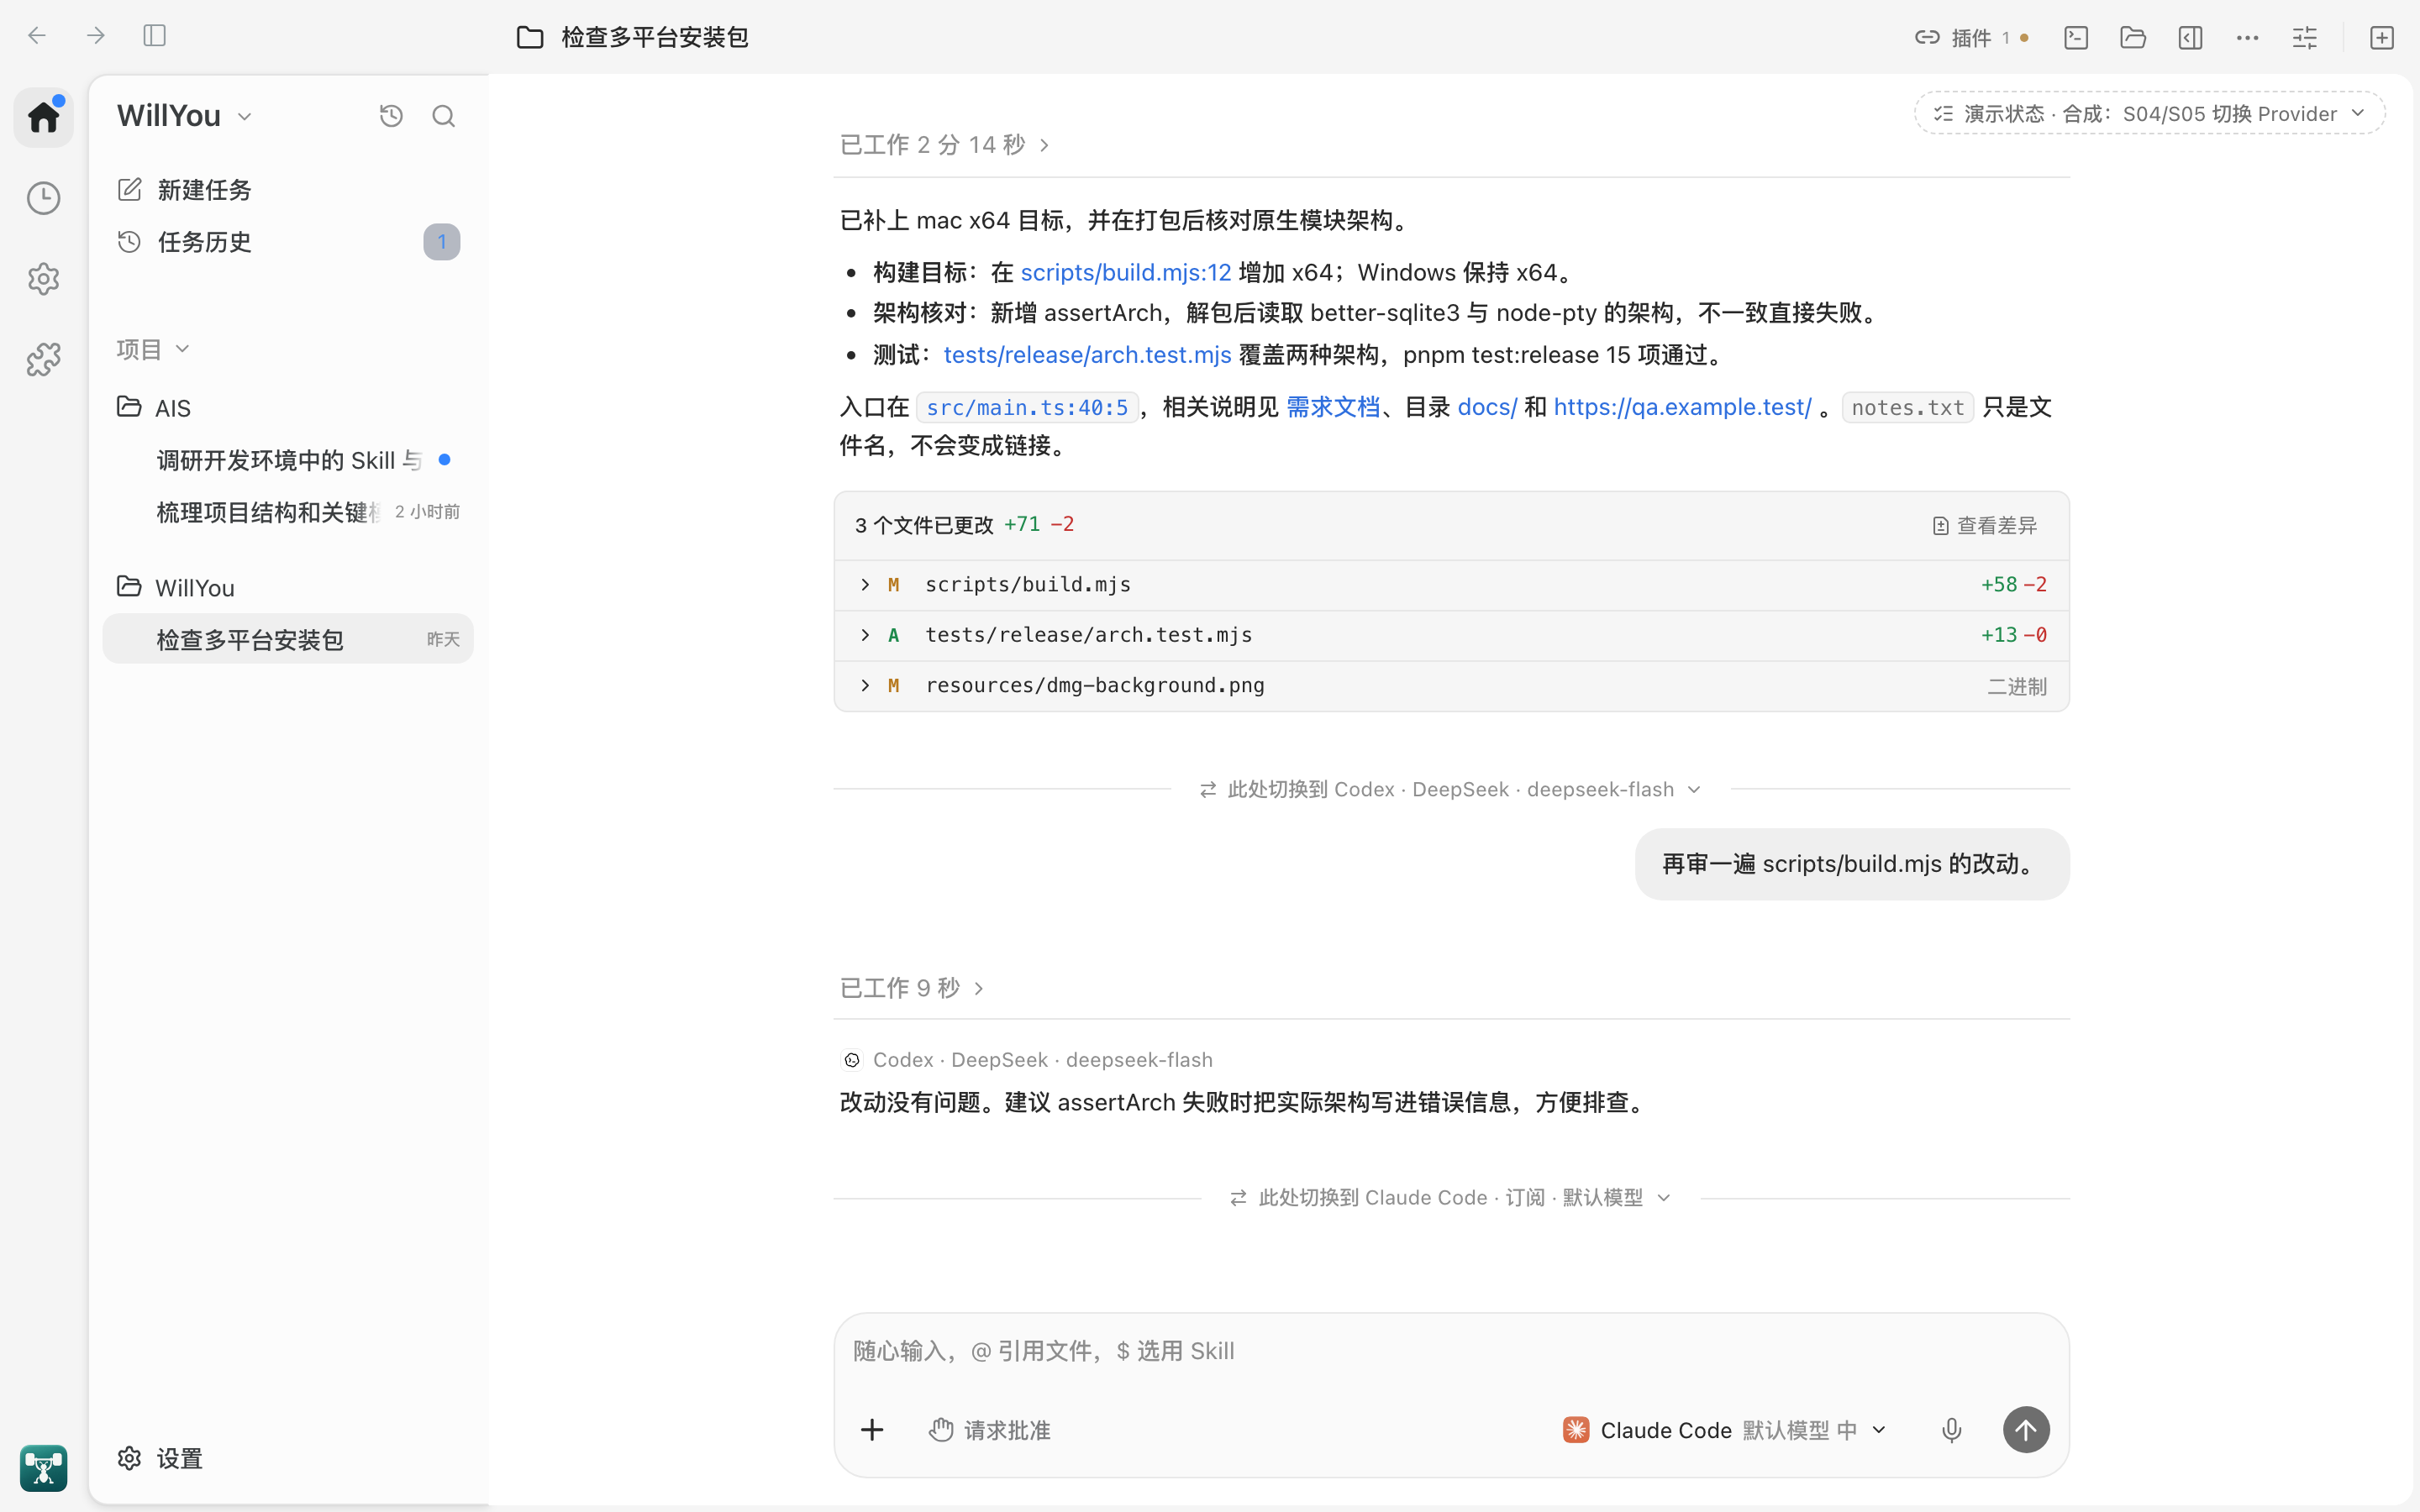 检查多平台安装包
插件 1
WillYou
新建任务
任务历史 1
项目
AIS
调研开发环境中的 Skill 与
梳理项目结构和关键 2 小时前
WillYou
检查多平台安装包 昨天
设置
演示状态 · 合成：S04/S05 切换 Provider
已工作 2 分 14 秒
已补上 mac x64 目标，并在打包后核对原生模块架构。
• 构建目标：在 scripts/build.mjs:12 增加 x64；Windows 保持 x64。
• 架构核对：新增 assertArch，解包后读取 better-sqlite3 与 node-pty 的架构，不一致直接失败。
• 测试：tests/release/arch.test.mjs 覆盖两种架构，pnpm test:release 15 项通过。
入口在 src/main.ts:40:5，相关说明见 需求文档、目录 docs/ 和 https://qa.example.test/ 。notes.txt 只是文
件名，不会变成链接。
3 个文件已更改 +71 −2 查看差异
M scripts/build.mjs +58 −2
A tests/release/arch.test.mjs +13 −0
M resources/dmg-background.png 二进制
此处切换到 Codex · DeepSeek · deepseek-flash
再审一遍 scripts/build.mjs 的改动。
已工作 9 秒
Codex · DeepSeek · deepseek-flash
改动没有问题。建议 assertArch 失败时把实际架构写进错误信息，方便排查。
此处切换到 Claude Code · 订阅 · 默认模型
随心输入，@ 引用文件，$ 选用 Skill
请求批准
Claude Code 默认模型 中